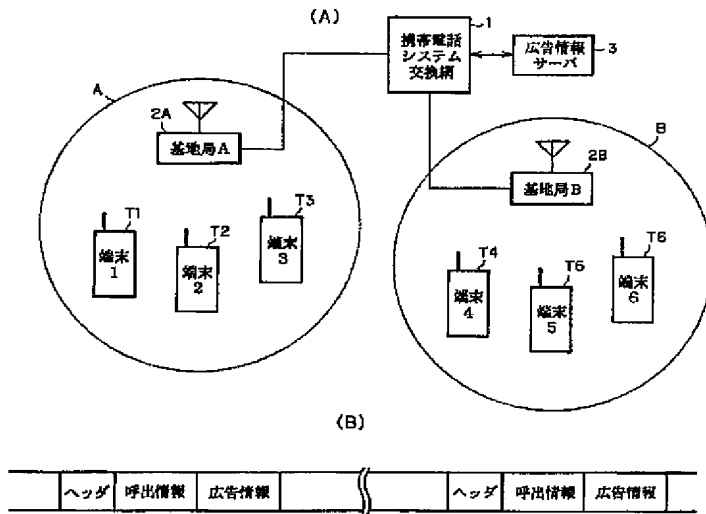 (A)
1
携帯電話
システム
交換網
広告情報
サーバ
3
A
2A
基地局A
T1
端末
1
T2
端末
2
T3
端末
3
B
2B
基地局B
T4
端末
4
T5
端末
5
T6
端末
6
(B)
ヘッダ 呼出情報 広告情報 ヘッダ 呼出情報 広告情報